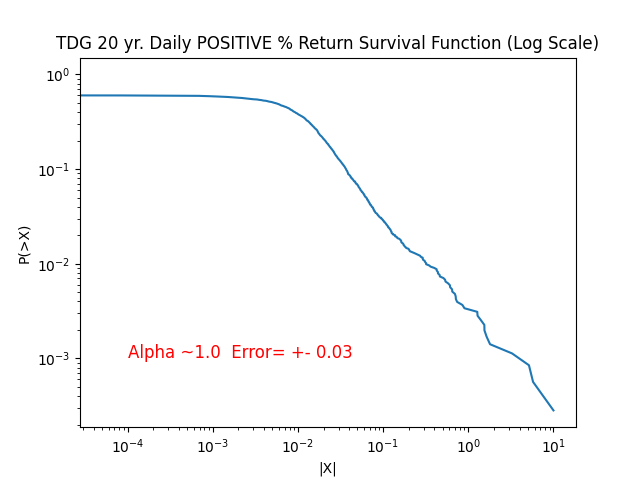 TDG 20 yr. Daily POSITIVE % Return Survival Function (Log Scale)
10⁰
10⁻¹
10⁻²
10⁻³
P(>X)
Alpha ~1.0  Error= +- 0.03
10⁻⁴ 10⁻³ 10⁻² 10⁻¹ 10⁰ 10¹
|X|